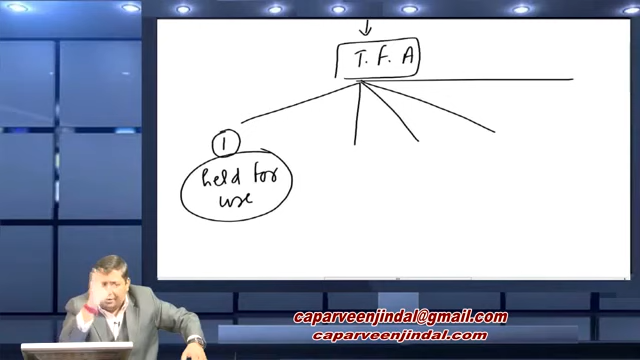 T. F. A
1
held for
use
caparveenjindal@gmail.com
caparveenjindal.com